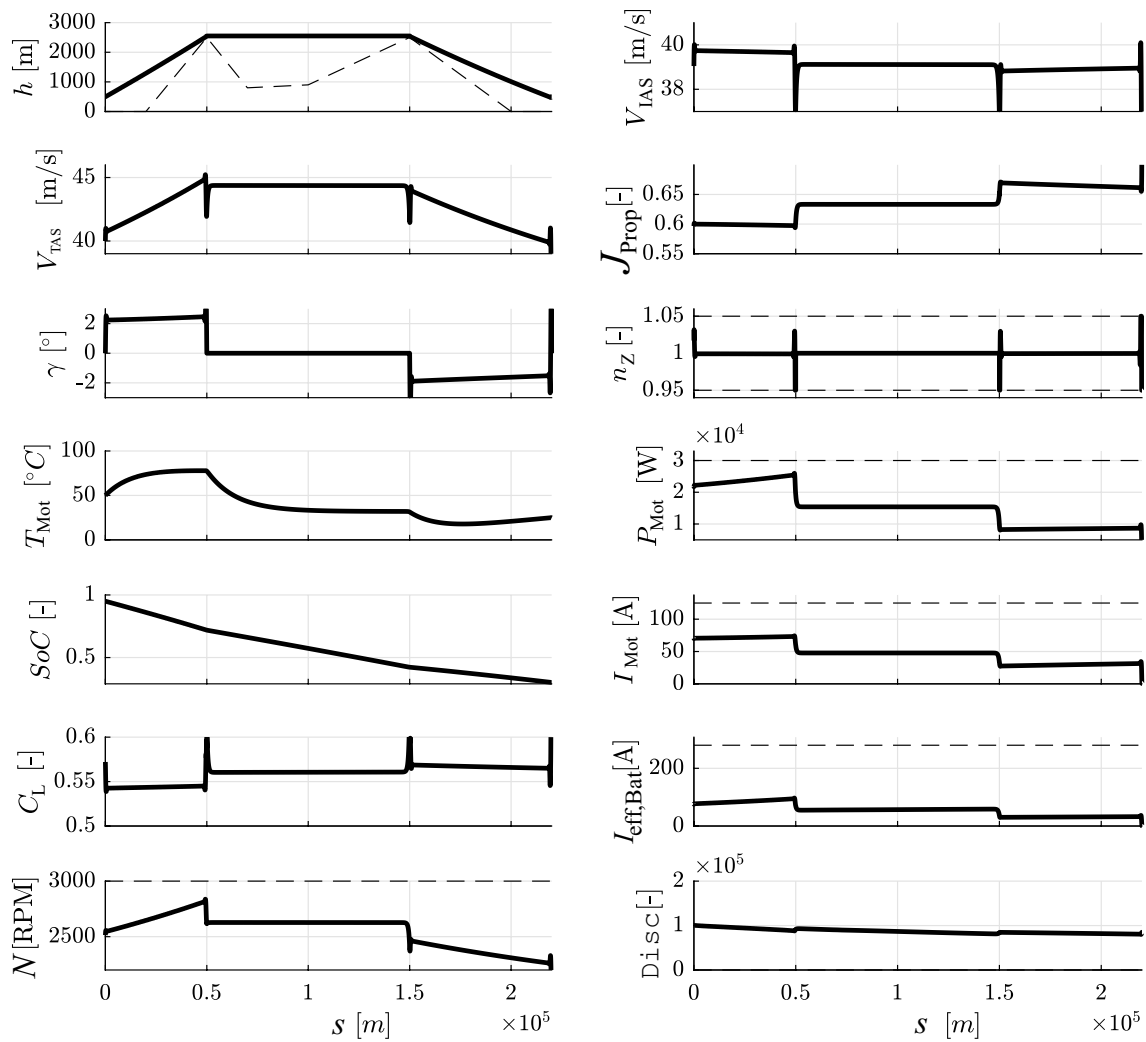 3000
2000
1000
0
h [m]
40
38
V_IAS [m/s]
45
40
V_TAS [m/s]
0.65
0.6
0.55
J_Prop [-]
2
0
-2
γ [°]
1.05
1
0.95
n_Z [-]
100
50
0
T_Mot [°C]
×10^4
3
2
1
P_Mot [W]
1
0.5
SoC [-]
100
50
0
I_Mot [A]
0.6
0.55
0.5
C_L [-]
200
0
I_eff,Bat [A]
3000
2500
N [RPM]
0 0.5 1 1.5 2
s [m] ×10^5
×10^5
2
1
0
Disc [-]
0 0.5 1 1.5 2
s [m] ×10^5